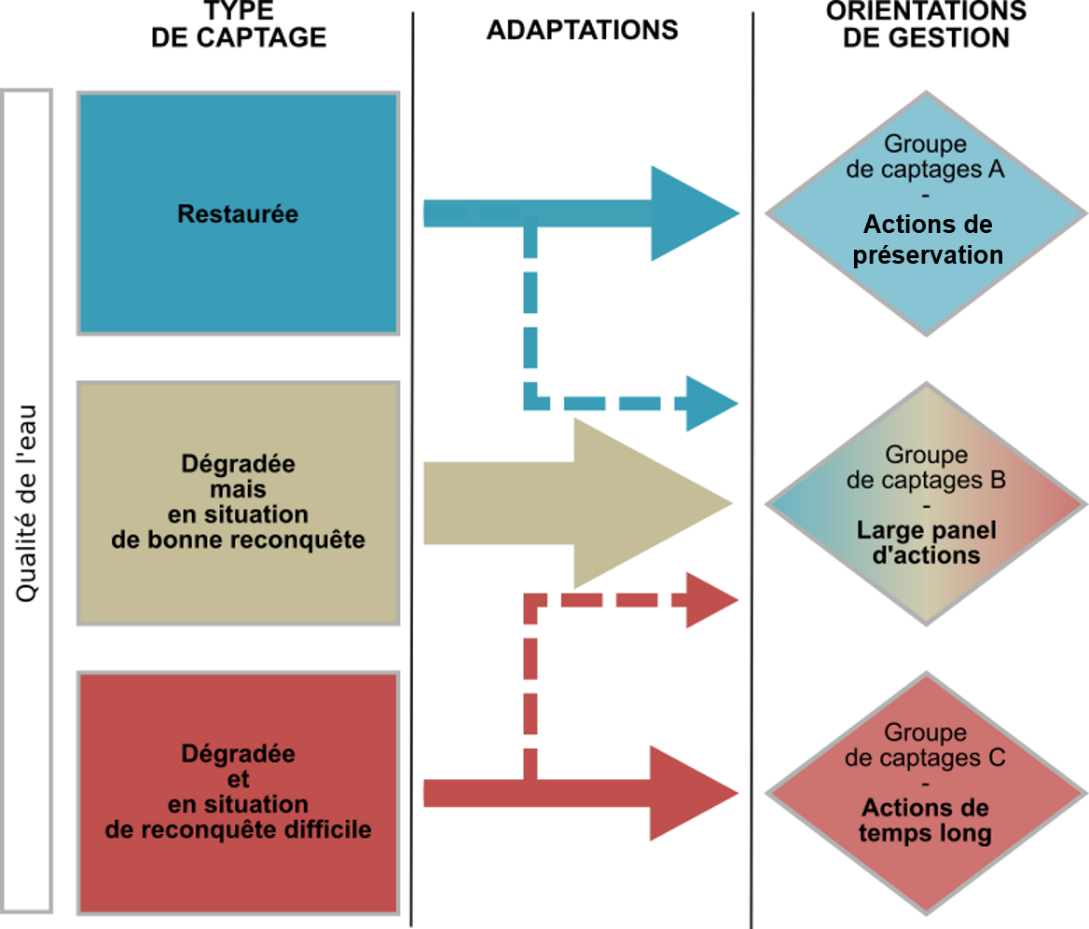 TYPE
DE CAPTAGE
ADAPTATIONS
ORIENTATIONS
DE GESTION
Qualité de l'eau
Restaurée
Groupe
de captages A
-
Actions de
préservation
Dégradée
mais
en situation
de bonne reconquête
Groupe
de captages B
-
Large panel
d'actions
Dégradée
et
en situation
de reconquête difficile
Groupe
de captages C
-
Actions de
temps long